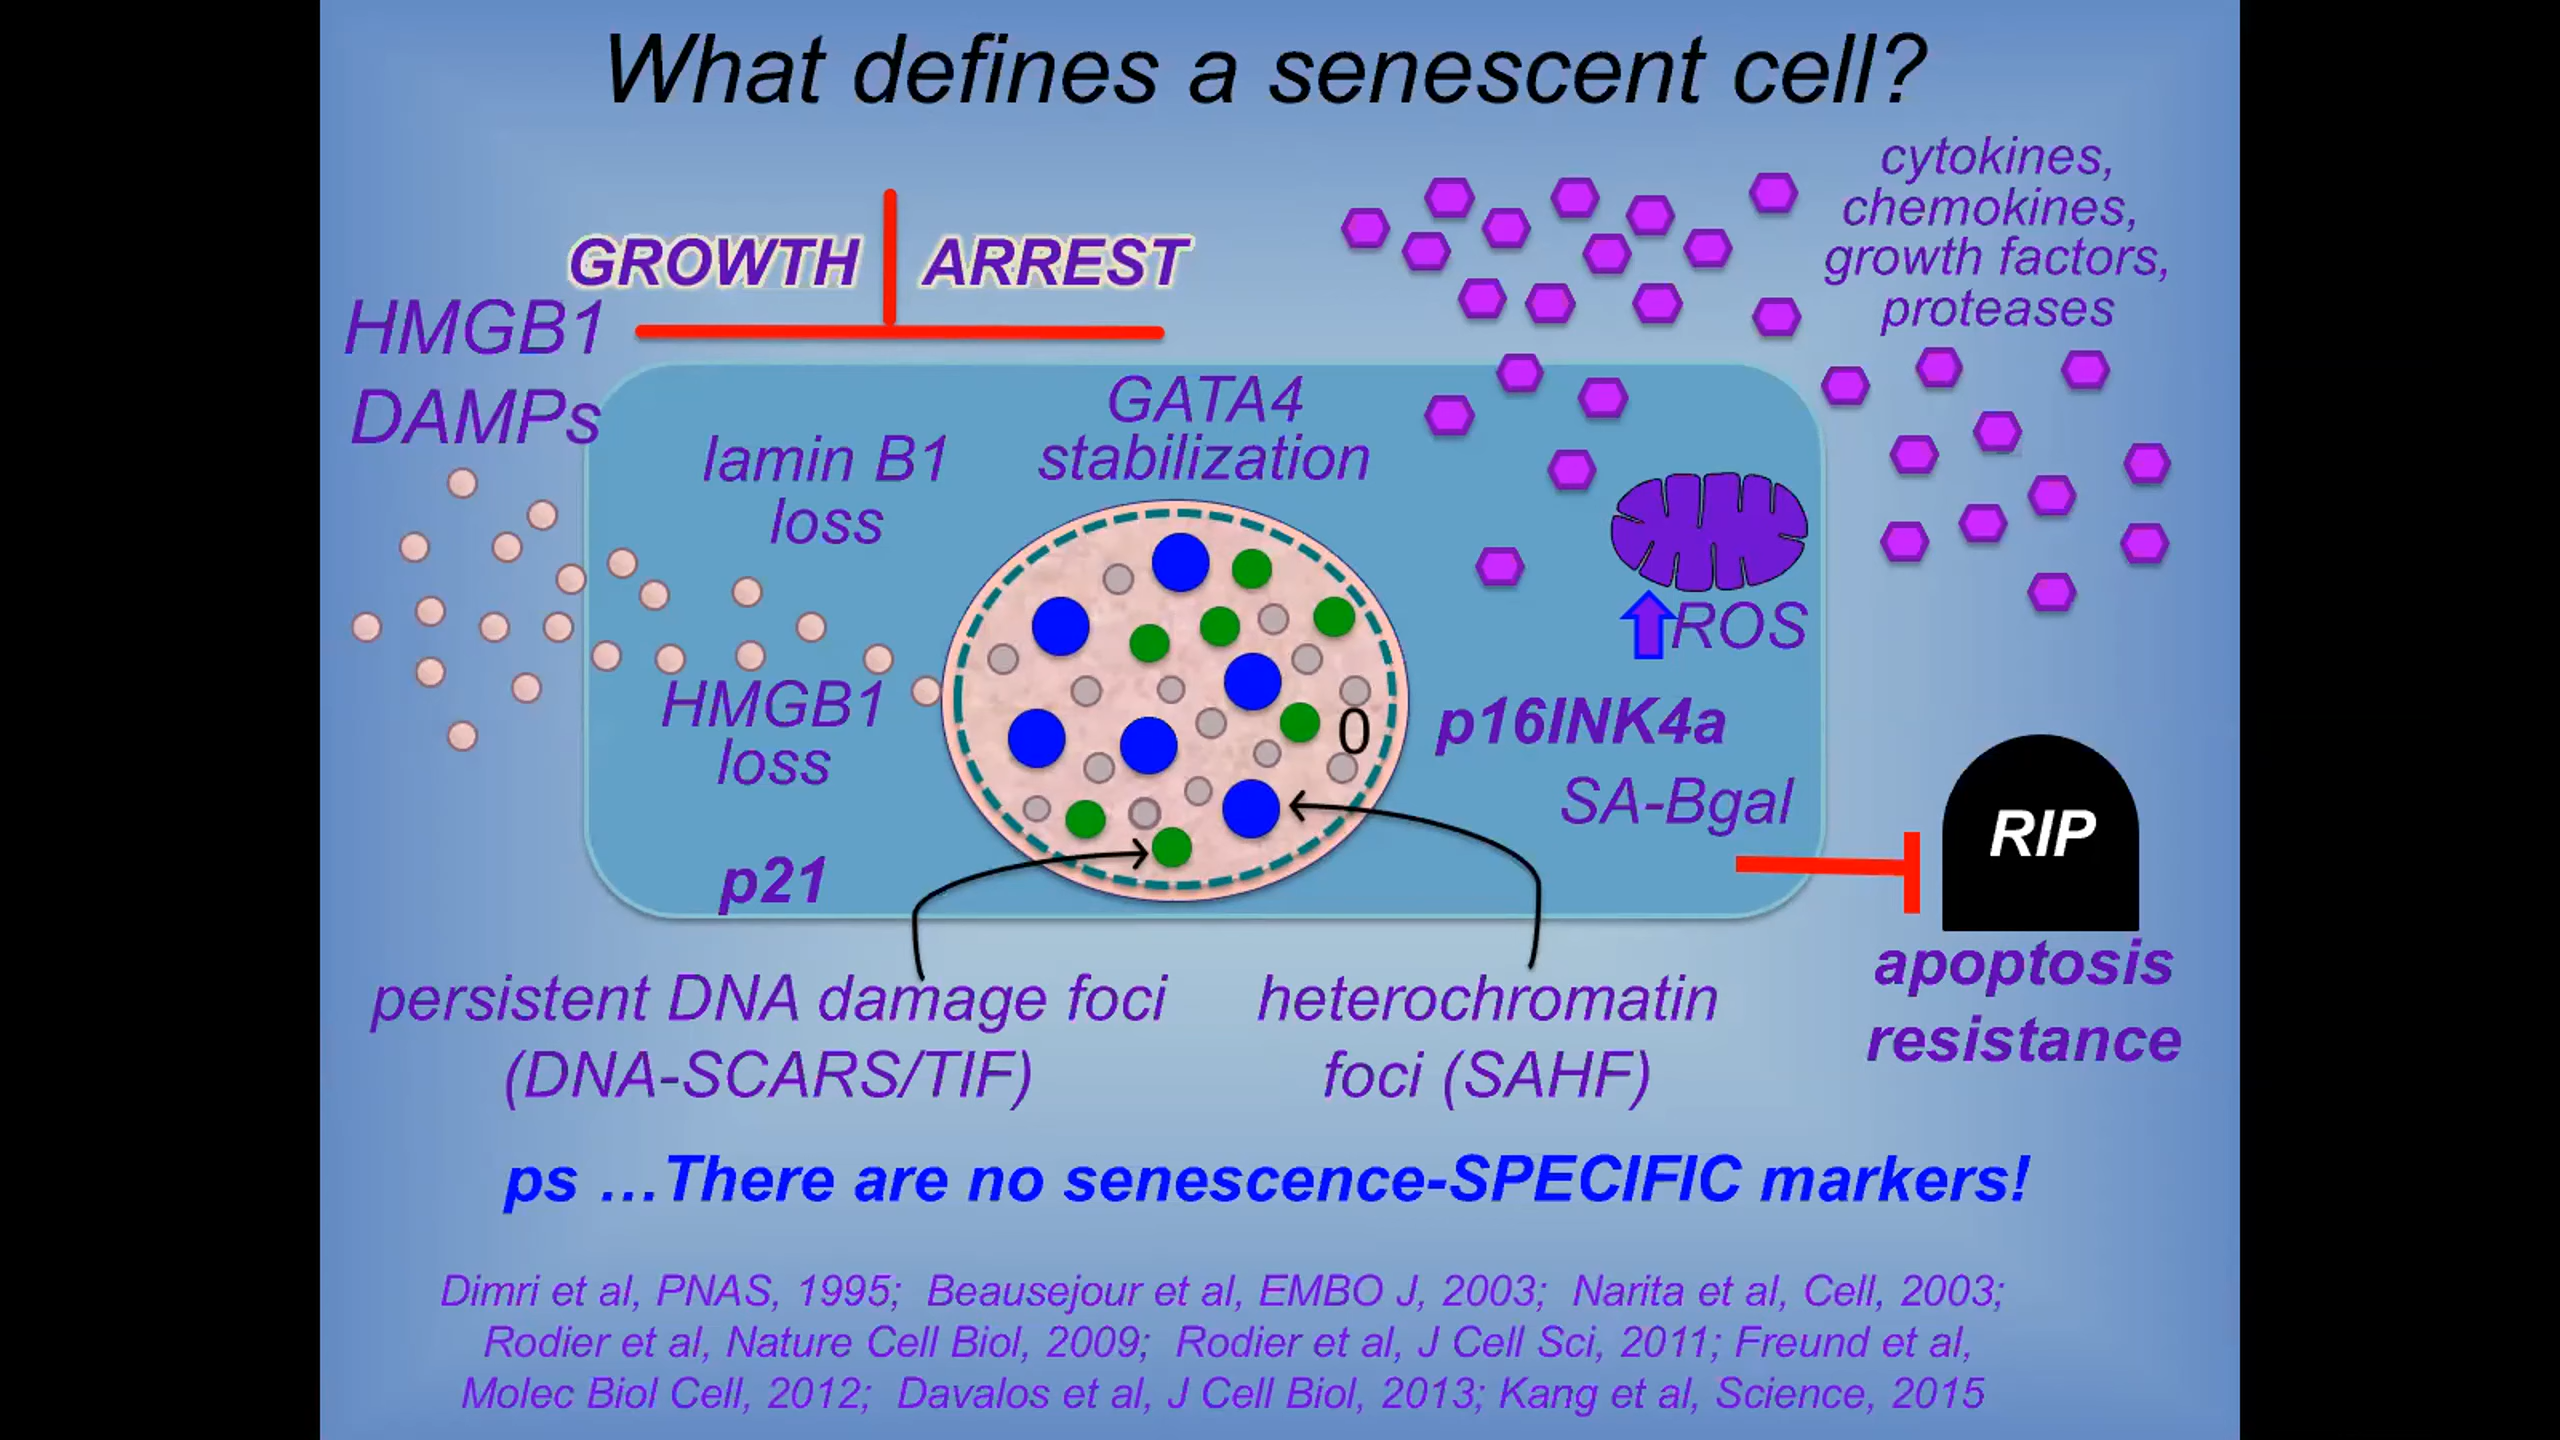 What defines a senescent cell?
cytokines,
chemokines,
growth factors,
proteases
GROWTH ARREST
HMGB1
DAMPs
GATA4
stabilization
lamin B1
loss
ROS
HMGB1
loss
0
p16INK4a
SA-Bgal
p21
RIP
apoptosis
resistance
persistent DNA damage foci
(DNA-SCARS/TIF)
heterochromatin
foci (SAHF)
ps ...There are no senescence-SPECIFIC markers!
Dimri et al, PNAS, 1995; Beausejour et al, EMBO J, 2003; Narita et al, Cell, 2003;
Rodier et al, Nature Cell Biol, 2009; Rodier et al, J Cell Sci, 2011; Freund et al,
Molec Biol Cell, 2012; Davalos et al, J Cell Biol, 2013; Kang et al, Science, 2015